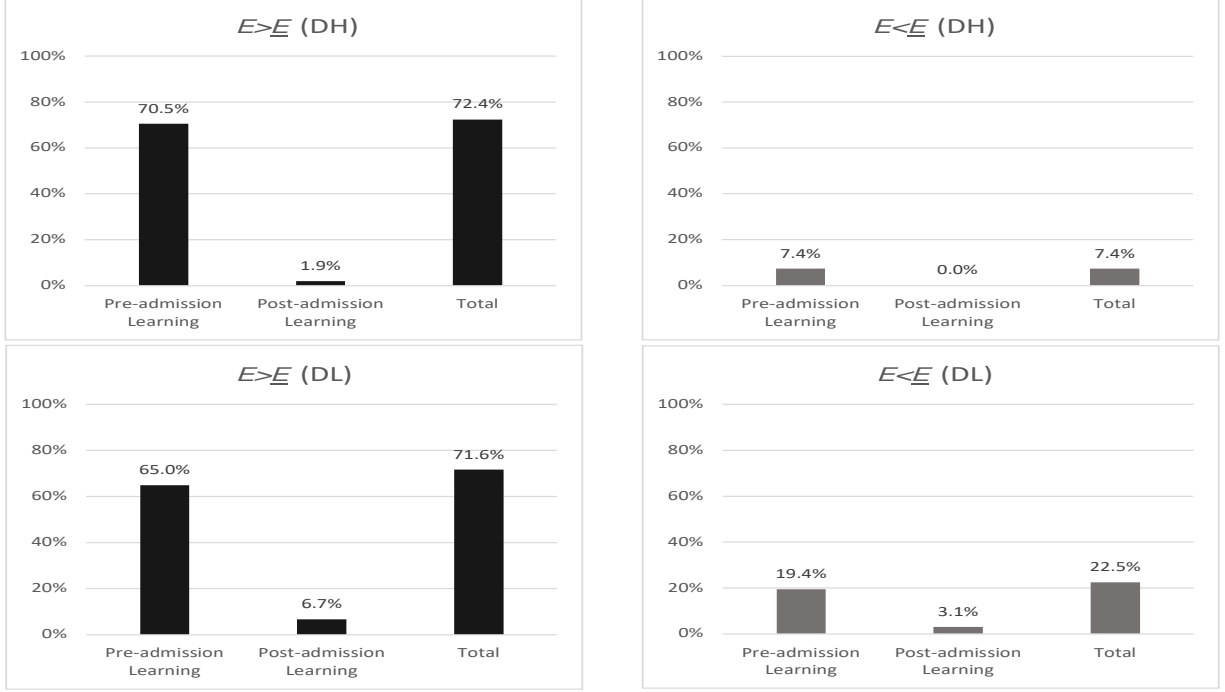 E>E (DH)
100%
80%
60%
40%
20%
0%
70.5%
1.9%
72.4%
Pre-admission Learning
Post-admission Learning
Total
E<E (DH)
100%
80%
60%
40%
20%
0%
7.4%
0.0%
7.4%
Pre-admission Learning
Post-admission Learning
Total
E>E (DL)
100%
80%
60%
40%
20%
0%
65.0%
6.7%
71.6%
Pre-admission Learning
Post-admission Learning
Total
E<E (DL)
100%
80%
60%
40%
20%
0%
19.4%
3.1%
22.5%
Pre-admission Learning
Post-admission Learning
Total